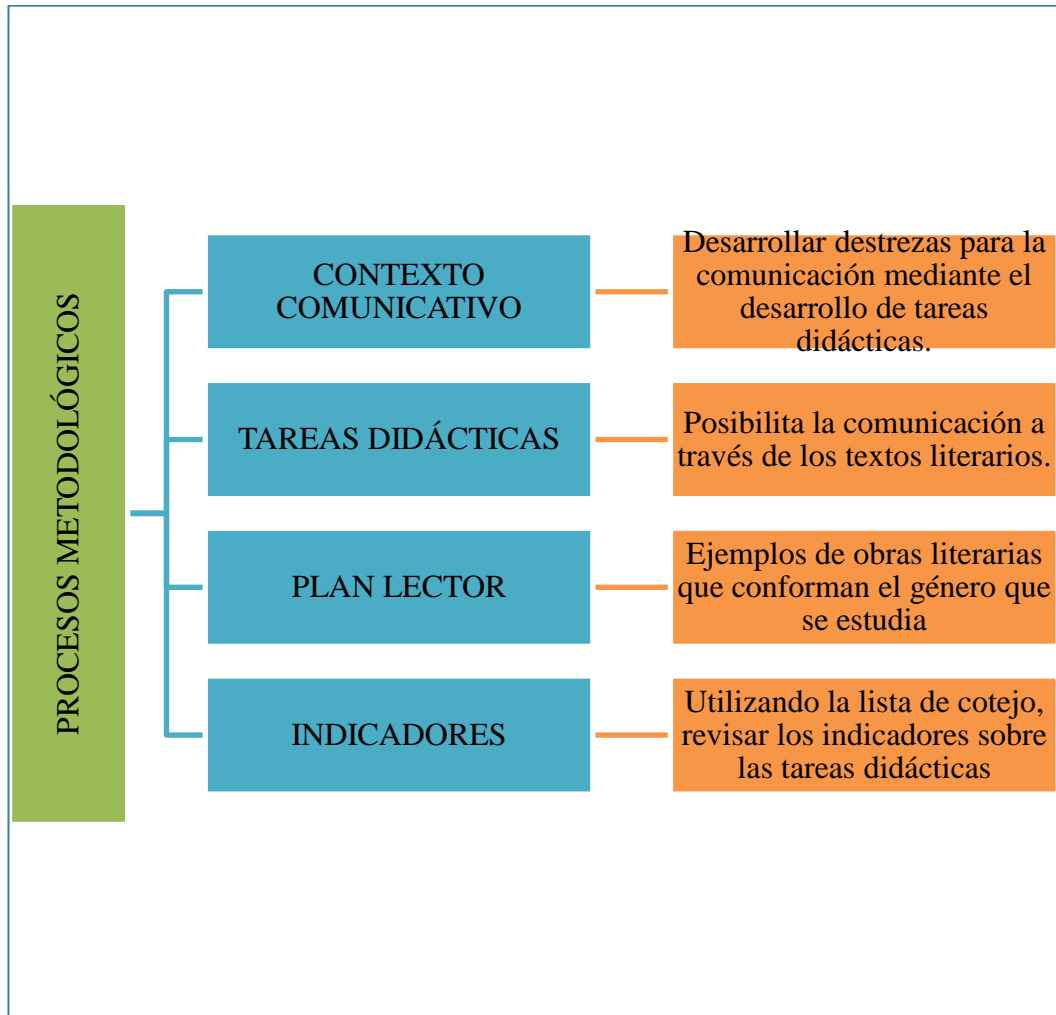 PROCESOS METODOLÓGICOS
CONTEXTO
COMUNICATIVO
Desarrollar destrezas para la
comunicación mediante el
desarrollo de tareas
didácticas.
TAREAS DIDÁCTICAS
Posibilita la comunicación a
través de los textos literarios.
PLAN LECTOR
Ejemplos de obras literarias
que conforman el género que
se estudia
INDICADORES
Utilizando la lista de cotejo,
revisar los indicadores sobre
las tareas didácticas